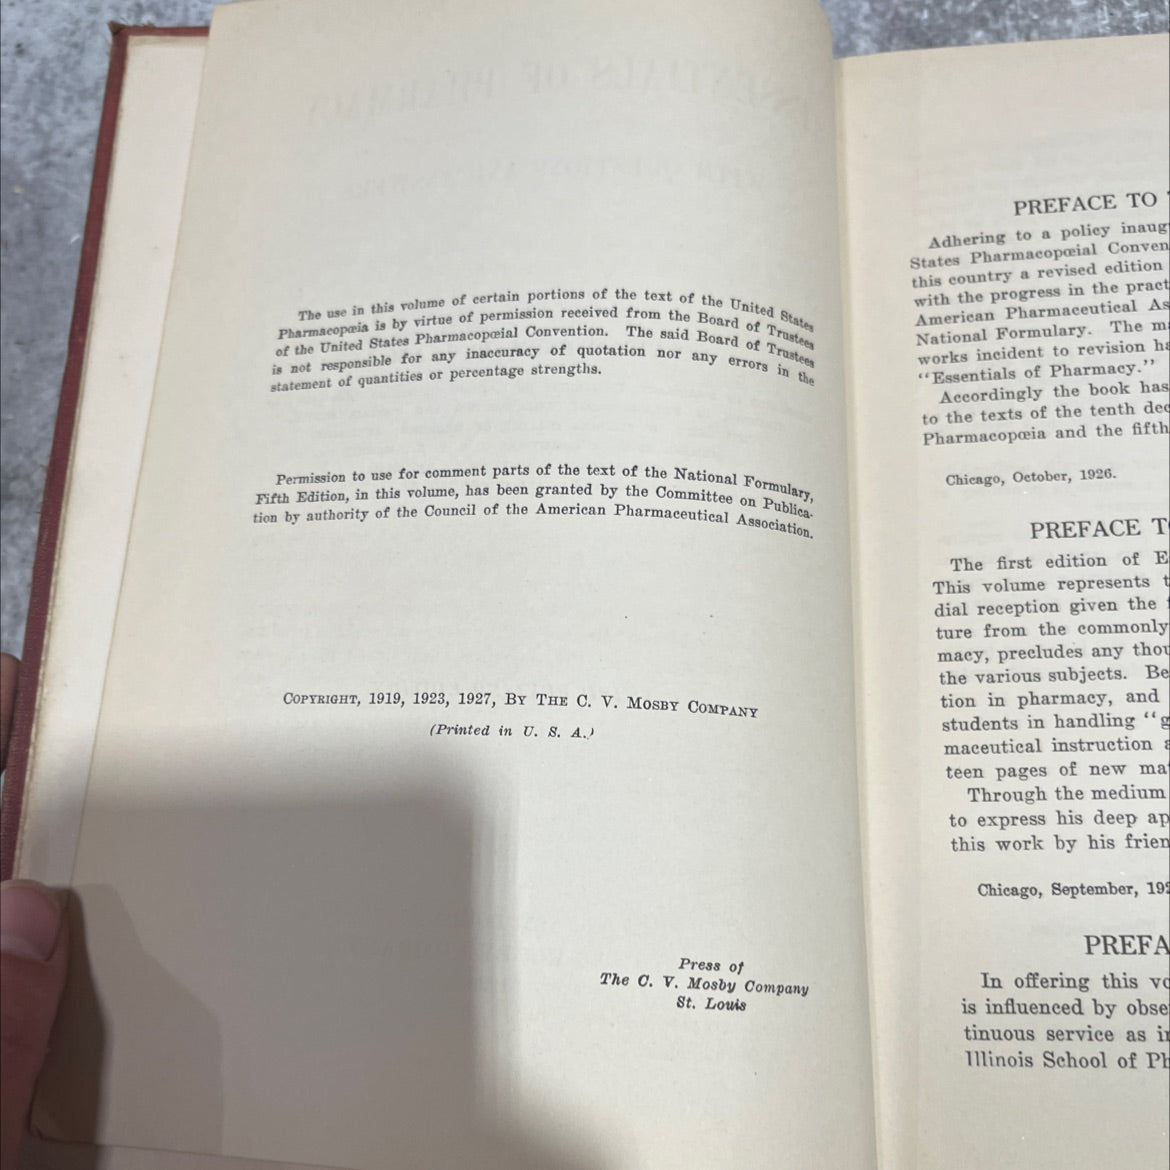 The use in this volume of certain portions of the text of the United States
Pharmacopœia is by virtue of permission received from the Board of Trustees
of the United States Pharmacopœial Convention. The said Board of Trustees
is not responsible for any inaccuracy of quotation nor any errors in the
statement of quantities or percentage strengths.
Permission to use for comment parts of the text of the National Formulary,
Fifth Edition, in this volume, has been granted by the Committee on Publica-
tion by authority of the Council of the American Pharmaceutical Association.
COPYRIGHT, 1919, 1923, 1927, BY THE C. V. MOSBY COMPANY
(Printed in U. S. A.)
Press of
The C. V. Mosby Company
St. Louis
PREFACE TO
Adhering to a policy inaug
States Pharmacopœial Conven
this country a revised edition
with the progress in the pract
American Pharmaceutical As
National Formulary. The m
works incident to revision ha
“Essentials of Pharmacy.”
Accordingly the book has
to the texts of the tenth dec
Pharmacopœia and the fifth
Chicago, October, 1926.
PREFACE T
The first edition of E
This volume represents t
dial reception given the
ture from the commonly
macy, precludes any thou
the various subjects. Be
tion in pharmacy, and
students in handling “g
maceutical instruction a
teen pages of new mat
Through the medium
to express his deep ap
this work by his frien
Chicago, September, 192
PREFA
In offering this vo
is influenced by obse
tinuous service as in
Illinois School of Ph